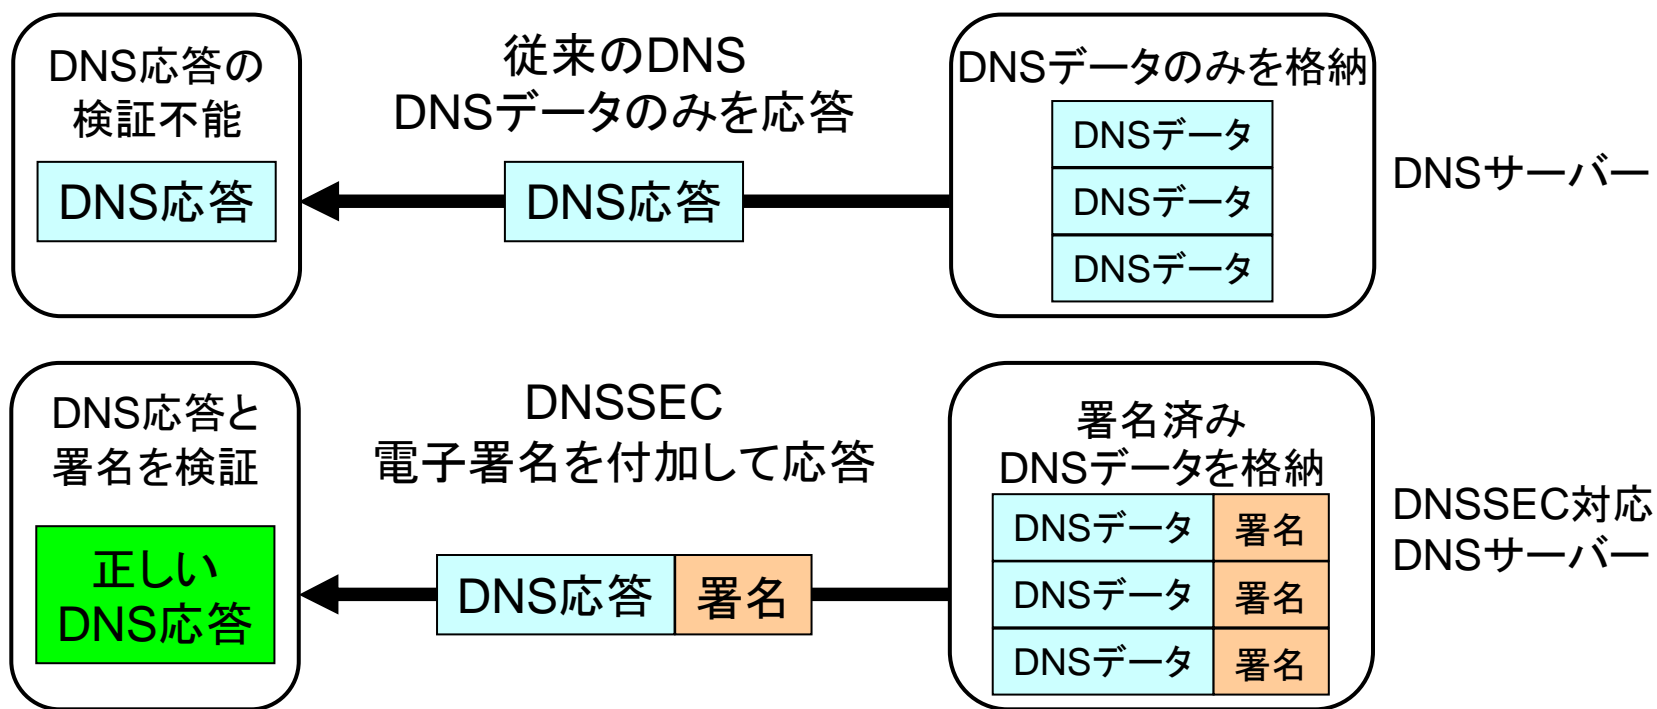 DNS応答の
検証不能
DNS応答
従来のDNS
DNSデータのみを応答
DNS応答
DNSデータのみを格納
DNSデータ
DNSデータ
DNSデータ
DNSサーバー
DNS応答と
署名を検証
正しい
DNS応答
DNSSEC
電子署名を付加して応答
DNS応答 署名
署名済み
DNSデータを格納
DNSデータ 署名
DNSデータ 署名
DNSデータ 署名
DNSSEC対応
DNSサーバー